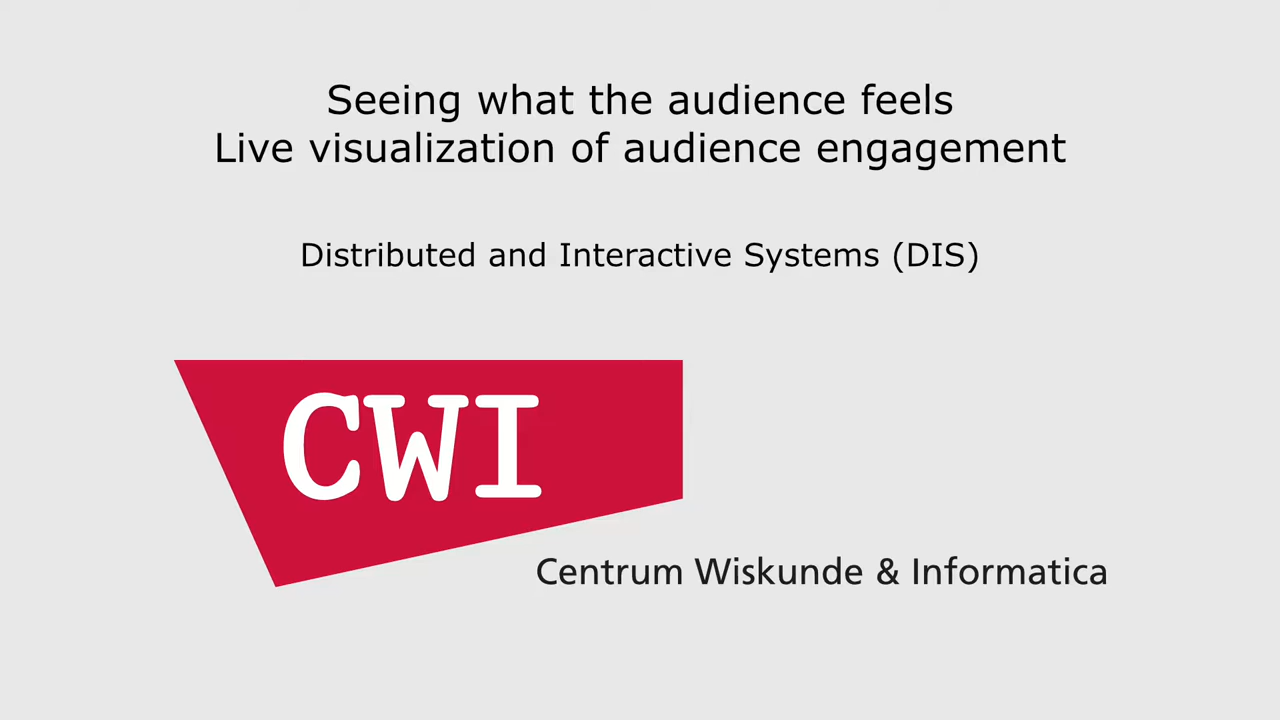 Seeing what the audience feels
Live visualization of audience engagement
Distributed and Interactive Systems (DIS)
CWI
Centrum Wiskunde & Informatica